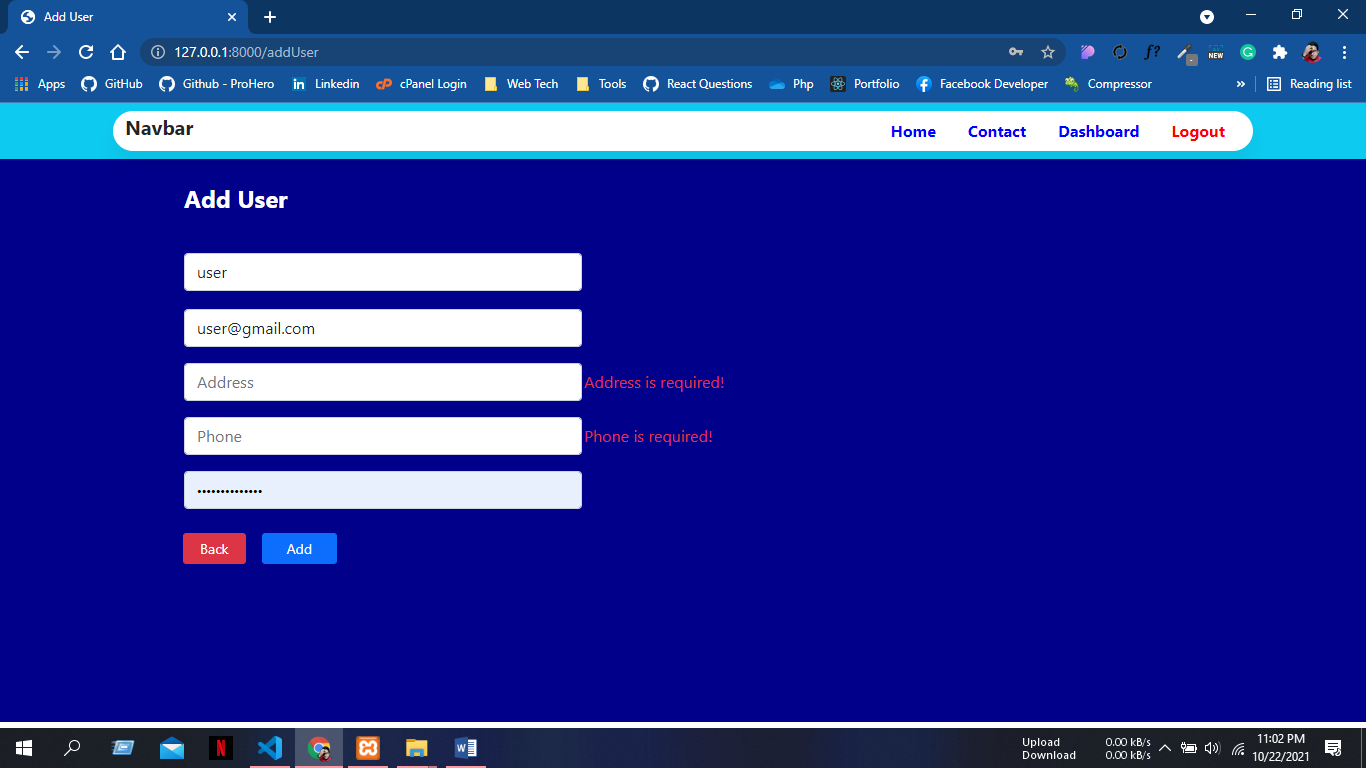 Add User
127.0.0.1:8000/addUser
f?
NEW
Apps GitHub Github - ProHero Linkedin cPanel Login Web Tech Tools React Questions Php Portfolio Facebook Developer Compressor » Reading list
Navbar Home Contact Dashboard Logout
Add User
user
user@gmail.com
Address Address is required!
Phone Phone is required!
••••••••••••••
Back Add
Upload 0.00 kB/s
Download 0.00 kB/s
11:02 PM
10/22/2021